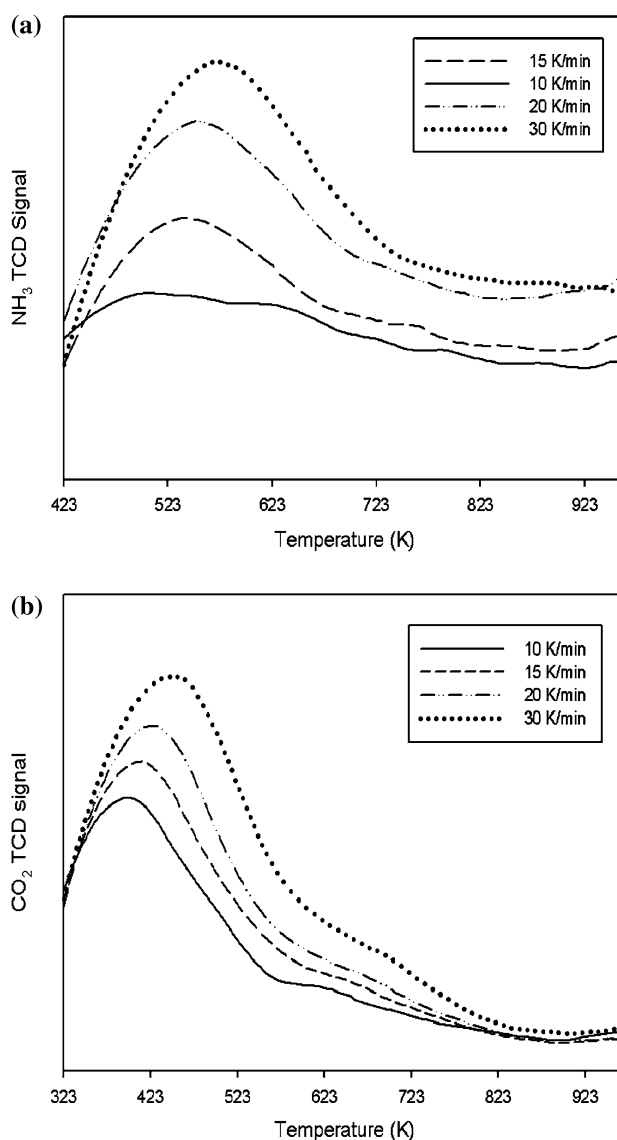 (a)
15 K/min
10 K/min
20 K/min
30 K/min
NH₃ TCD Signal
423 523 623 723 823 923
Temperature (K)
(b)
10 K/min
15 K/min
20 K/min
30 K/min
CO₂ TCD signal
323 423 523 623 723 823 923
Temperature (K)